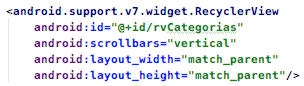 <android.support.v7.widget.RecyclerView
android:id="@+id/rvCategorias"
android:scrollbars="vertical"
android:layout_width="match_parent"
android:layout_height="match_parent"/>